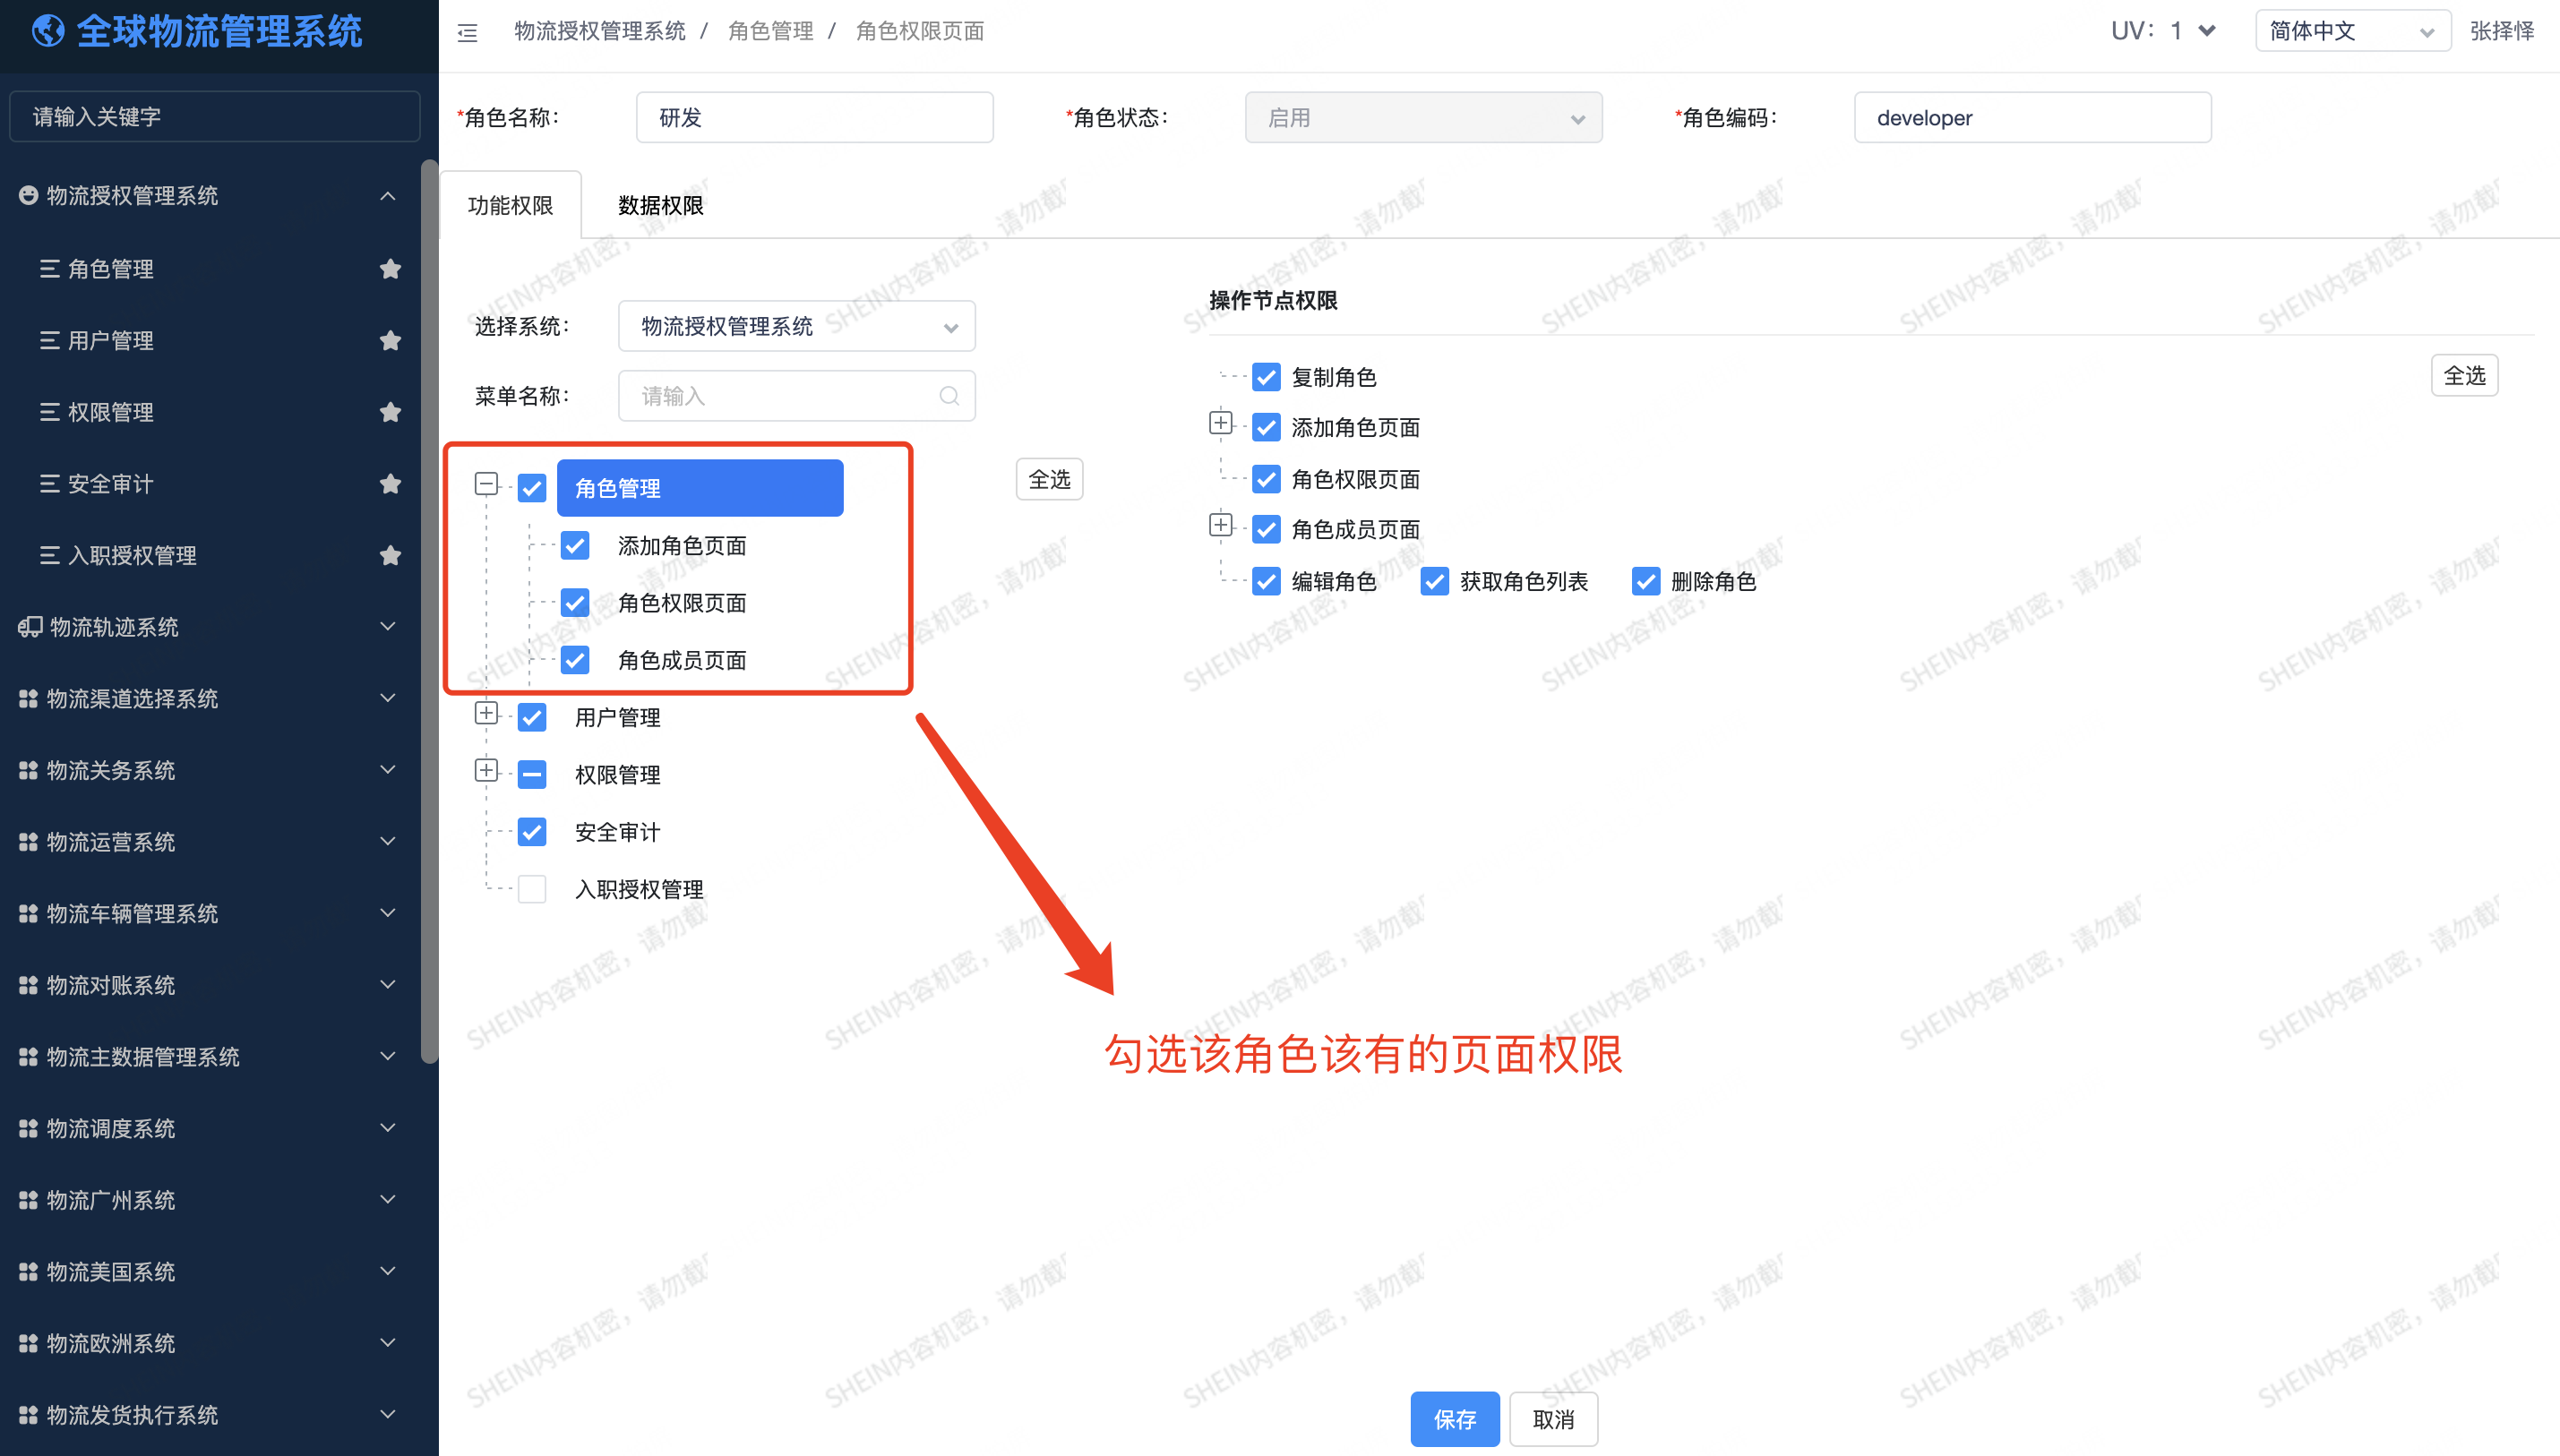 全球物流管理系统
请输入关键字
物流授权管理系统
角色管理
用户管理
权限管理
安全审计
入职授权管理
物流轨迹系统
物流渠道选择系统
物流关务系统
物流运营系统
物流车辆管理系统
物流对账系统
物流主数据管理系统
物流调度系统
物流广州系统
物流美国系统
物流欧洲系统
物流发货执行系统
物流授权管理系统 / 角色管理 / 角色权限页面
UV: 1
简体中文
张择怿
*角色名称: 研发
*角色状态: 启用
*角色编码: developer
功能权限 数据权限
选择系统: 物流授权管理系统
菜单名称: 请输入
全选
角色管理
添加角色页面
角色权限页面
角色成员页面
用户管理
权限管理
安全审计
入职授权管理
操作节点权限
全选
复制角色
添加角色页面
角色权限页面
角色成员页面
编辑角色 获取角色列表 删除角色
勾选该角色该有的页面权限
保存 取消
SHEIN内容机密，请勿截